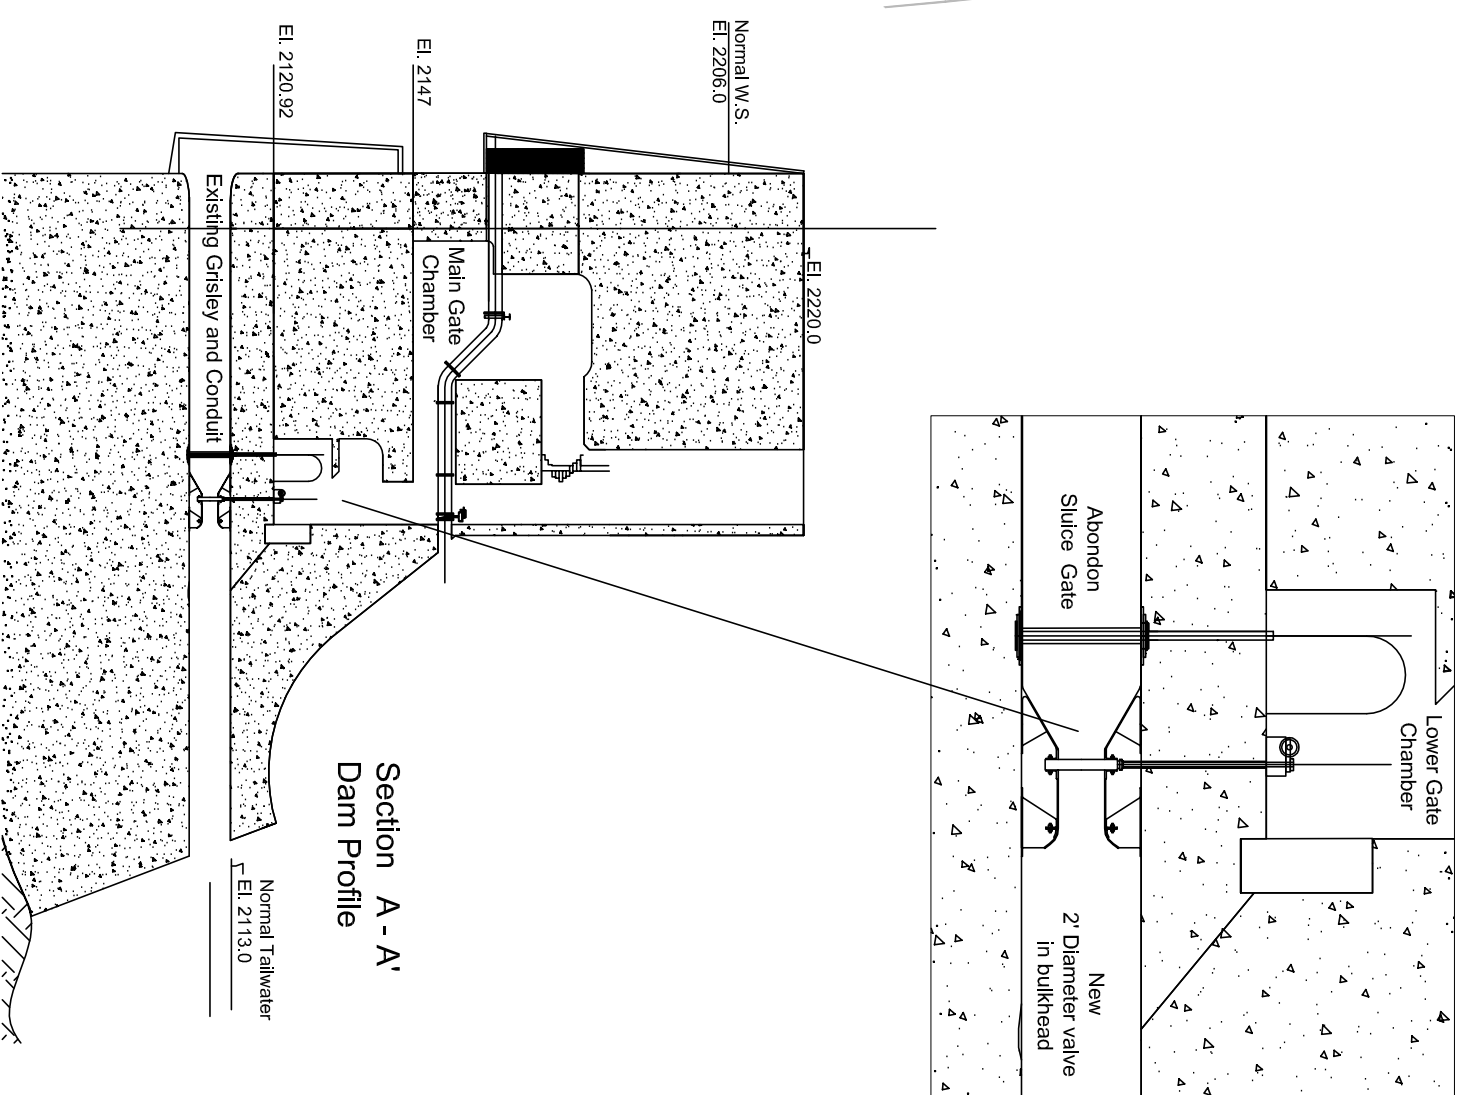 Normal W.S.
El. 2206.0
El. 2220.0
El. 2147
El. 2120.92
Main Gate
Chamber
Existing Grisley and Conduit
Section A - A'
Dam Profile
Normal Tailwater
El. 2113.0
Lower Gate
Chamber
Abondon
Sluice Gate
New
2' Diameter valve
in bulkhead